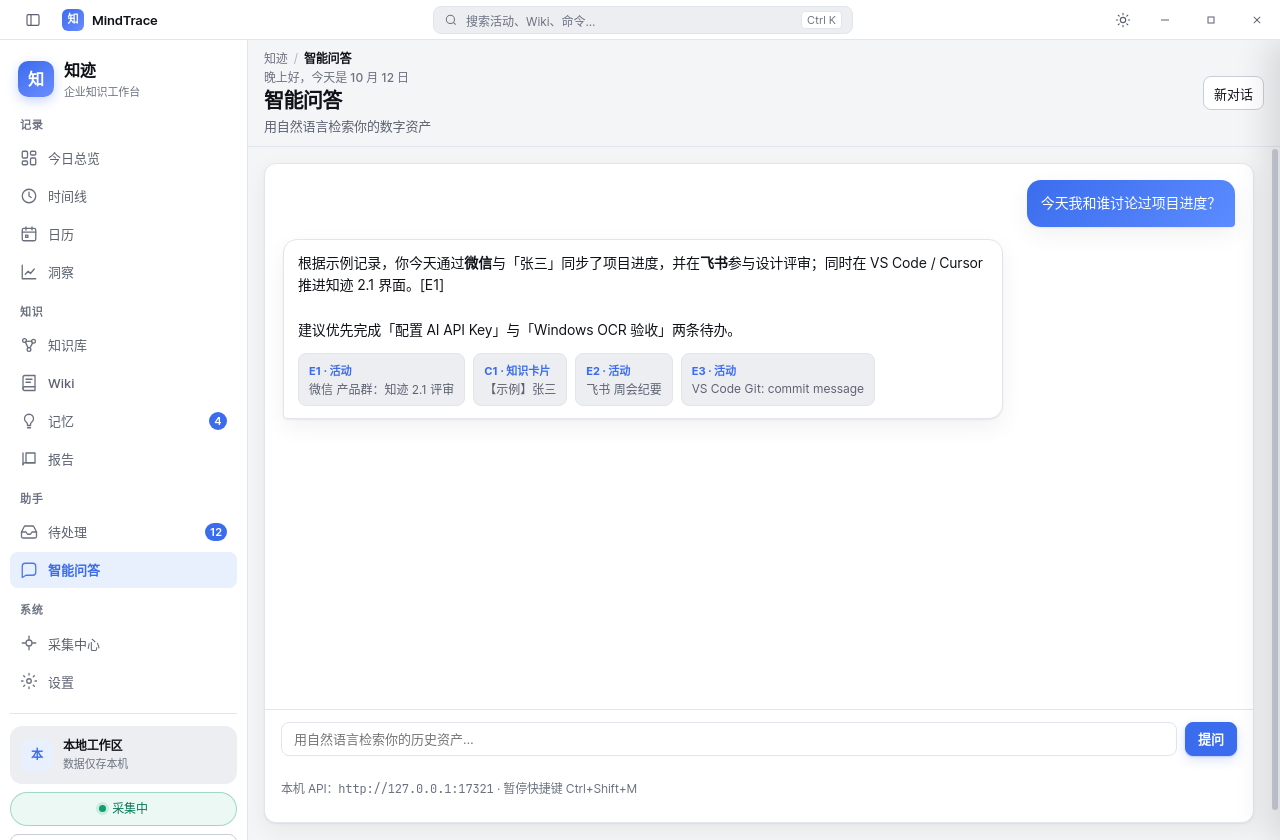 知 MindTrace
搜索活动、Wiki、命令... Ctrl K
知 知迹
企业知识工作台
记录
今日总览
时间线
日历
洞察
知识
知识库
Wiki
记忆 4
报告
助手
待处理 12
智能问答
系统
采集中心
设置
本 本地工作区
数据仅存本机
采集中
知迹 / 智能问答
晚上好，今天是 10 月 12 日
智能问答
用自然语言检索你的数字资产
新对话
今天我和谁讨论过项目进度？
根据示例记录，你今天通过微信与「张三」同步了项目进度，并在飞书参与设计评审；同时在 VS Code / Cursor
推进知迹 2.1 界面。[E1]
建议优先完成「配置 AI API Key」与「Windows OCR 验收」两条待办。
E1 · 活动
微信 产品群：知迹 2.1 评审
C1 · 知识卡片
【示例】张三
E2 · 活动
飞书 周会纪要
E3 · 活动
VS Code Git: commit message
用自然语言检索你的历史资产...
提问
本机 API：http://127.0.0.1:17321 · 暂停快捷键 Ctrl+Shift+M